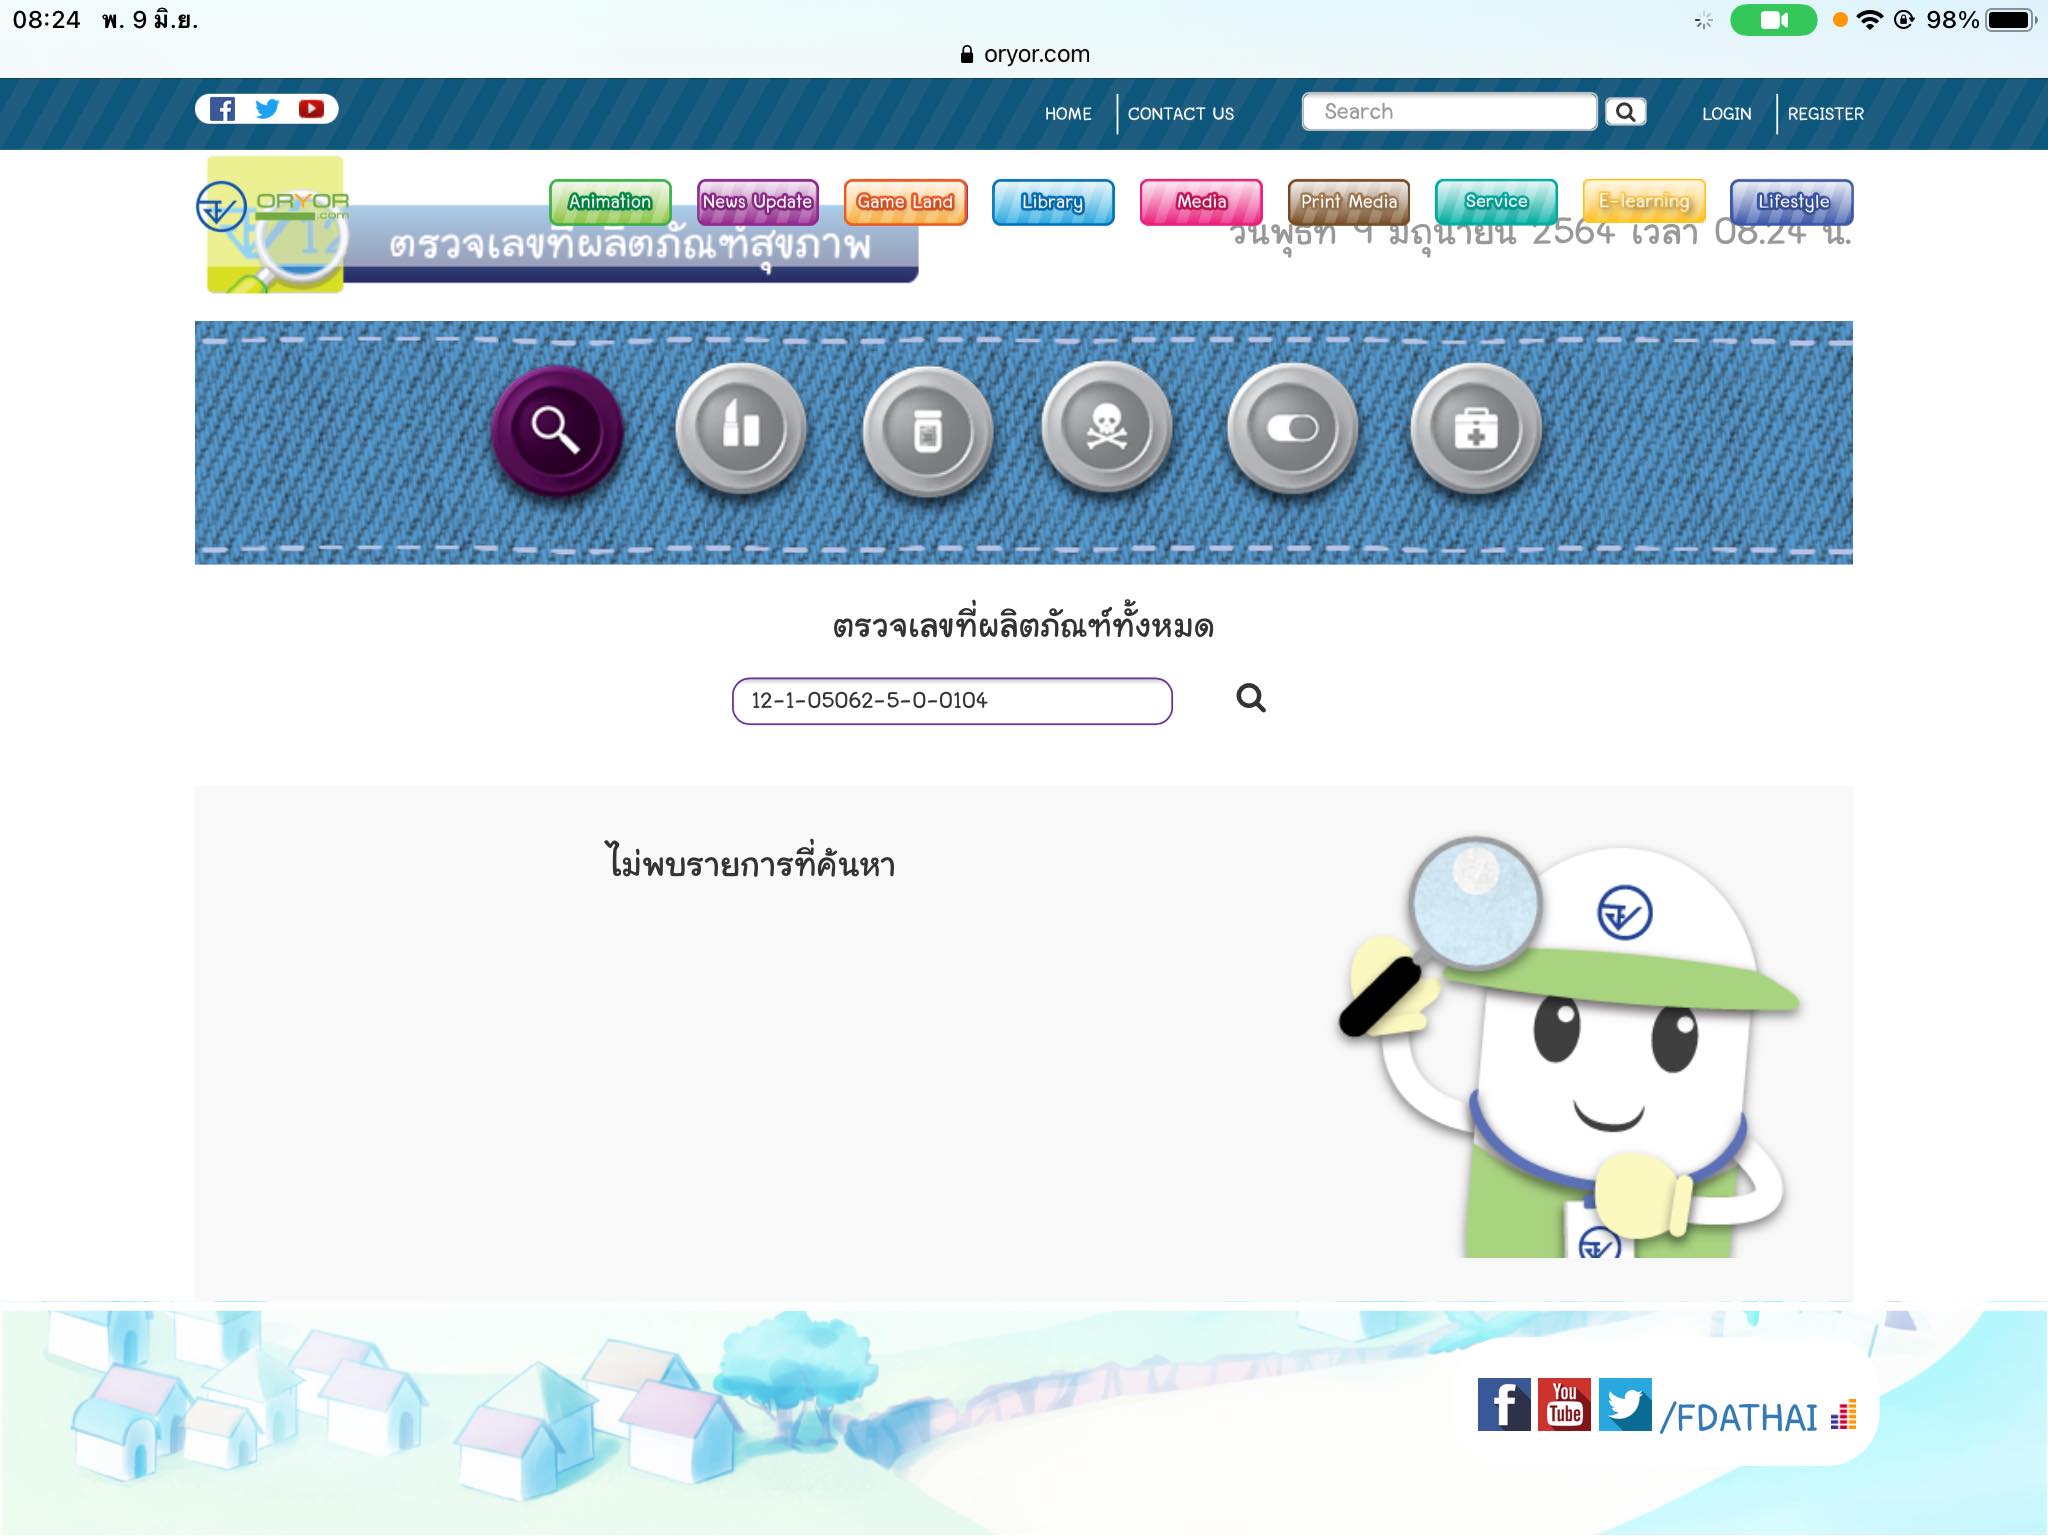 08:24 พ. 9 มิ.ย.
98%
oryor.com
HOME CONTACT US Search LOGIN REGISTER
ORYOR
.com
Animation News Update Game Land Library Media Print Media Service E-learning Lifestyle
12
ตรวจเลขที่ผลิตภัณฑ์สุขภาพ
วันพุธที่ 9 มิถุนายน 2564 เวลา 08.24 น.
ตรวจเลขที่ผลิตภัณฑ์ทั้งหมด
12-1-05062-5-0-0104
ไม่พบรายการที่ค้นหา
You
Tube
/FDATHAI